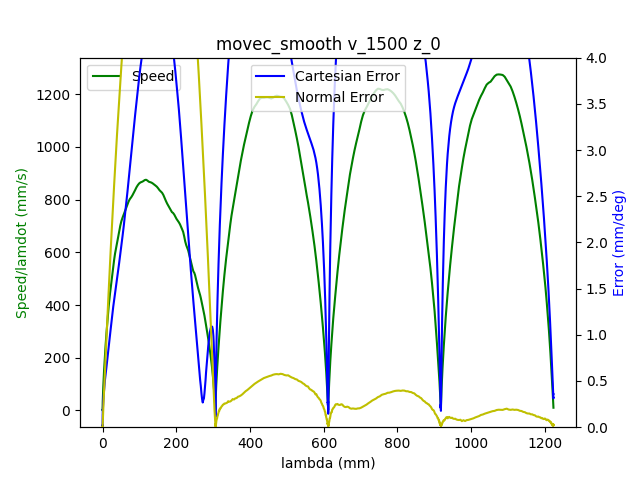 movec_smooth v_1500 z_0
Speed
Cartesian Error
Normal Error
Speed/lamdot (mm/s)
1200
1000
800
600
400
200
0
4.0
3.5
3.0
2.5
2.0
1.5
1.0
0.5
0.0
Error (mm/deg)
0 200 400 600 800 1000 1200
lambda (mm)